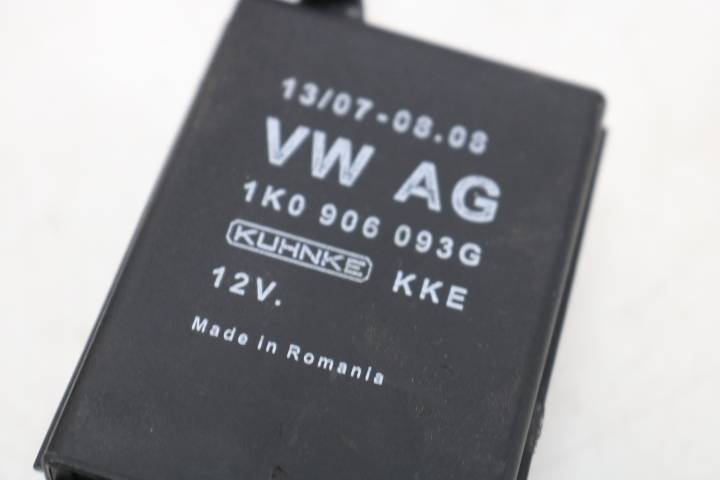 13/07-08.08
VW AG
1K0 906 093G
KUHNKE KKE
12V.
Made in Romania